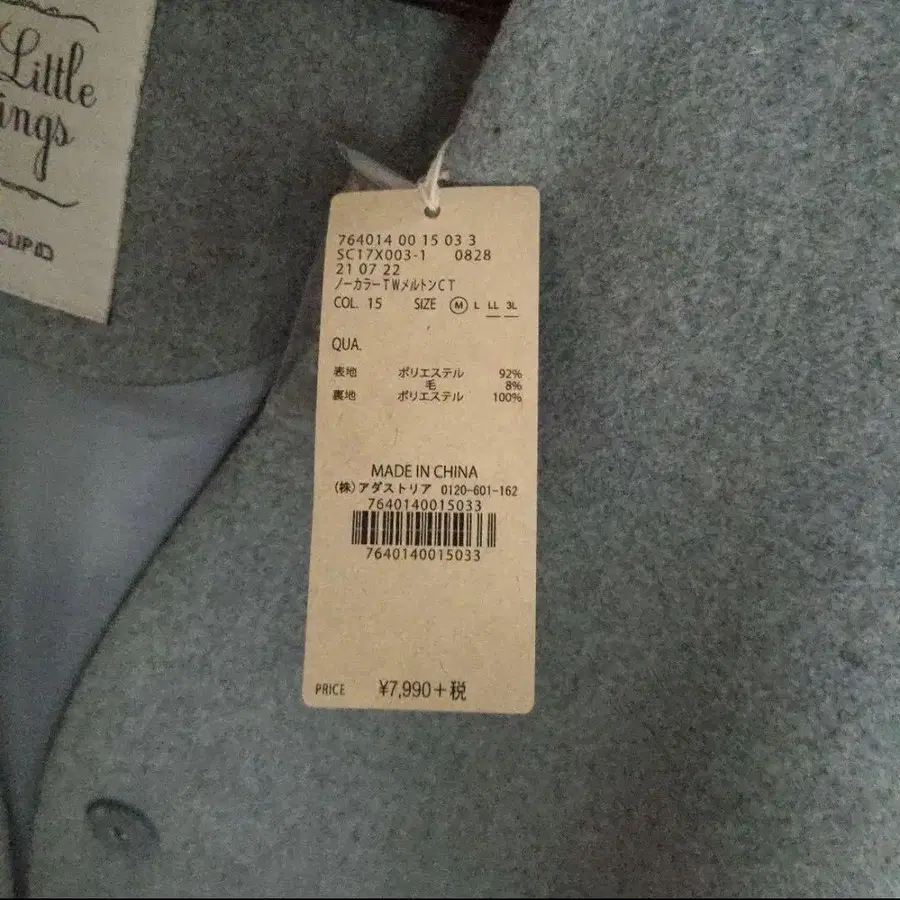 Little
ings
CLIP
764014 00 15 03 3
SC17X003-1 0828
21 07 22
ノーカラーTWメルトンCT
COL. 15 SIZE M L LL 3L
QUA.
表地 ポリエステル 92%
毛 8%
裏地 ポリエステル 100%
MADE IN CHINA
(株)アダストリア 0120-601-162
7640140015033
7640140015033
PRICE ¥7,990+税